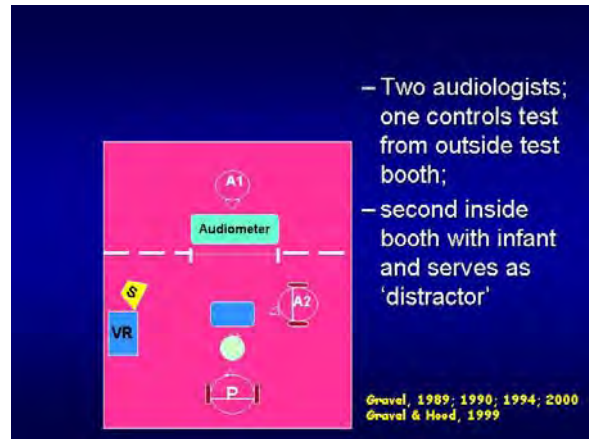 – Two audiologists;
one controls test
from outside test
booth;
– second inside
booth with infant
and serves as
‘distractor’
A1
Audiometer
S
A2
VR
P
Gravel, 1989; 1990; 1994; 2000
Gravel & Hood, 1999